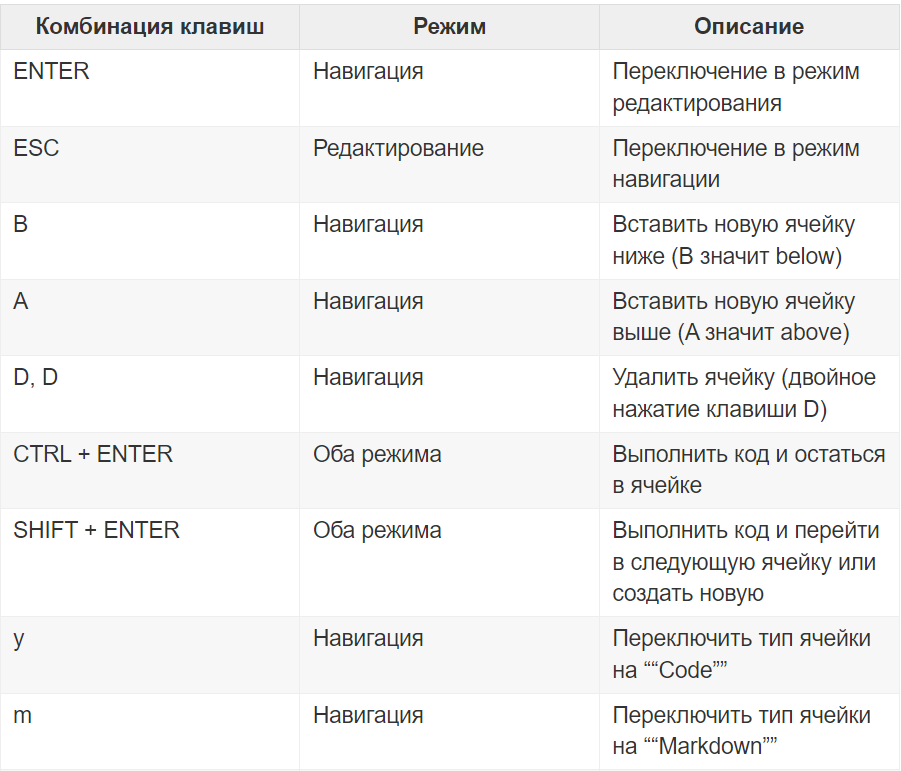 Комбинация клавиш Режим Описание
ENTER Навигация Переключение в режим
редактирования
ESC Редактирование Переключение в режим
навигации
B Навигация Вставить новую ячейку
ниже (B значит below)
A Навигация Вставить новую ячейку
выше (A значит above)
D, D Навигация Удалить ячейку (двойное
нажатие клавиши D)
CTRL + ENTER Оба режима Выполнить код и остаться
в ячейке
SHIFT + ENTER Оба режима Выполнить код и перейти
в следующую ячейку или
создать новую
y Навигация Переключить тип ячейки
на ““Code””
m Навигация Переключить тип ячейки
на ““Markdown””